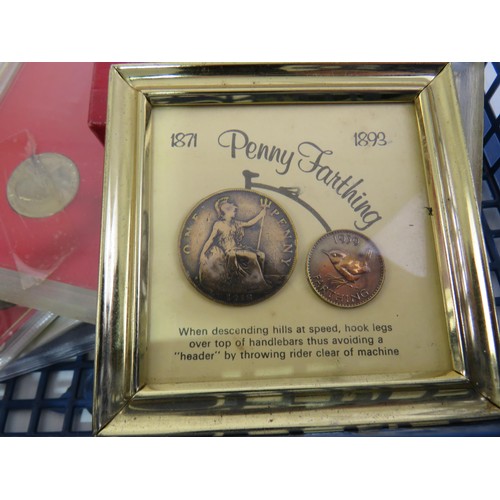 1871 1893
Penny Farthing
ONE PENNY
FARTHING
When descending hills at speed, hook legs
over top of handlebars thus avoiding a
"header" by throwing rider clear of machine